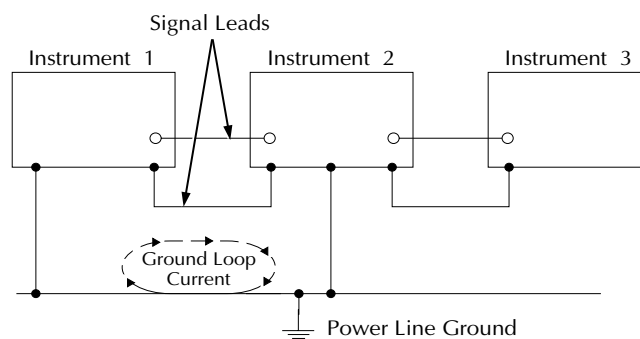 Signal Leads
Instrument 1
Instrument 2
Instrument 3
Ground Loop
Current
Power Line Ground